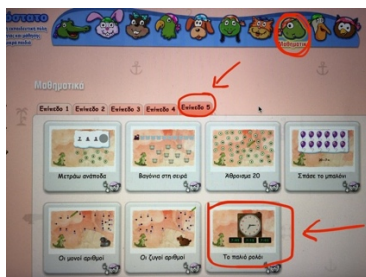 Μαθηματικά
Μαθηματικά
Επίπεδο 1 Επίπεδο 2 Επίπεδο 3 Επίπεδο 4 Επίπεδο 5
Μετράω ανάποδα Βαγόνια στη σειρά Άθροισμα 20 Σπάσε το μπαλόνι
Οι μονοί αριθμοί Οι ζυγοί αριθμοί Το παλιό ρολόι